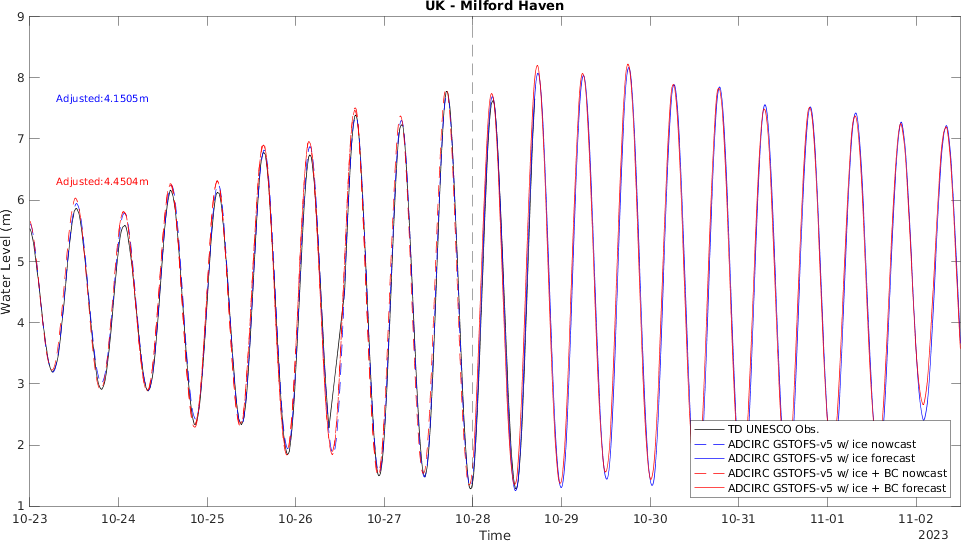 UK - Milford Haven
9
8
7
6
5
4
3
2
1
Water Level (m)
Adjusted:4.1505m
Adjusted:4.4504m
TD UNESCO Obs.
ADCIRC GSTOFS-v5 w/ ice nowcast
ADCIRC GSTOFS-v5 w/ ice forecast
ADCIRC GSTOFS-v5 w/ ice + BC nowcast
ADCIRC GSTOFS-v5 w/ ice + BC forecast
10-23 10-24 10-25 10-26 10-27 10-28 10-29 10-30 10-31 11-01 11-02
Time
2023